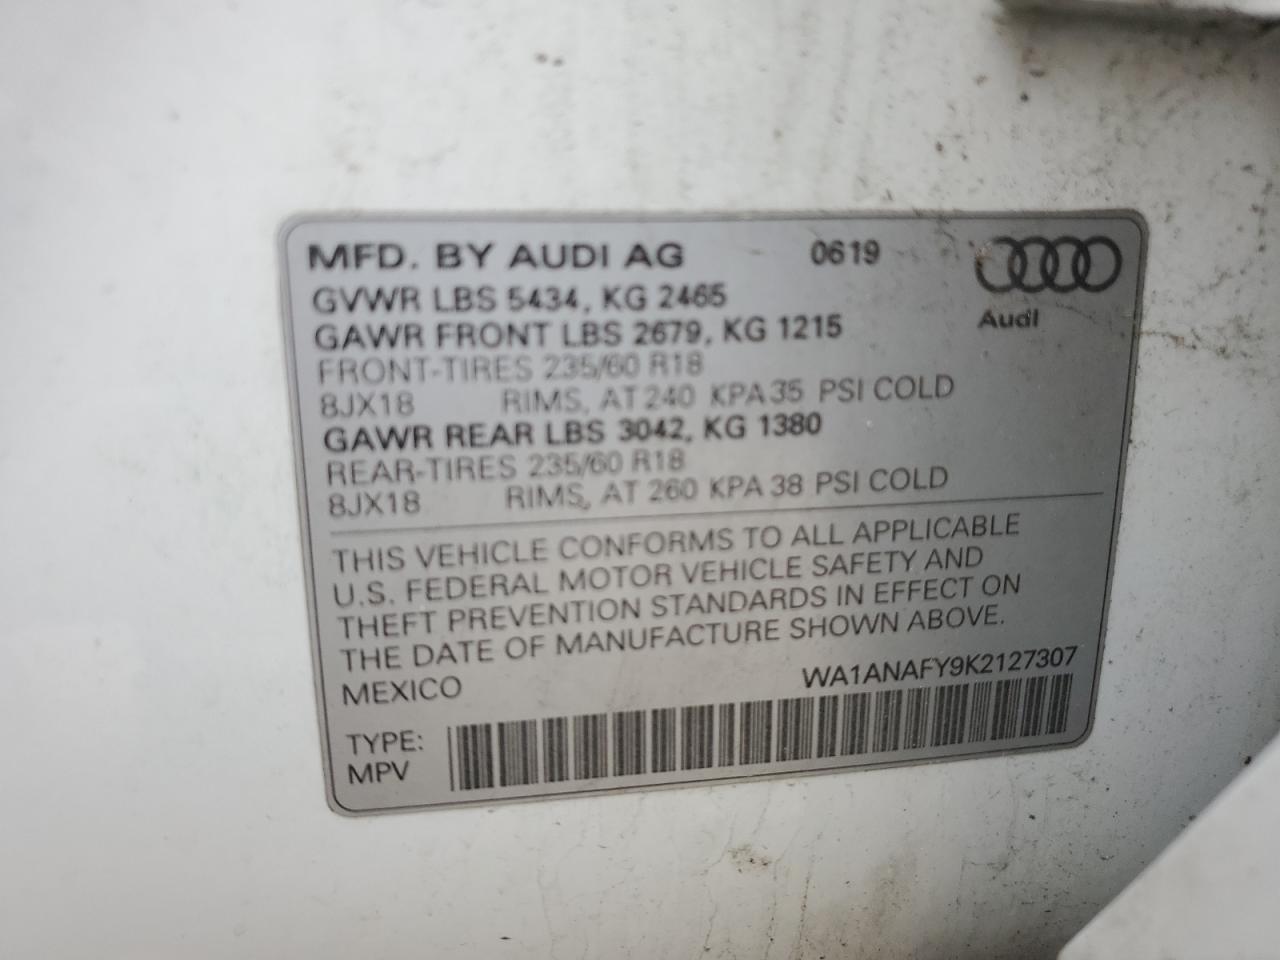 MFD. BY AUDI AG 0619
Audi
GVWR LBS 5434, KG 2465
GAWR FRONT LBS 2679, KG 1215
FRONT-TIRES 235/60 R18
8JX18 RIMS, AT 240 KPA 35 PSI COLD
GAWR REAR LBS 3042, KG 1380
REAR-TIRES 235/60 R18
8JX18 RIMS, AT 260 KPA 38 PSI COLD
THIS VEHICLE CONFORMS TO ALL APPLICABLE
U.S. FEDERAL MOTOR VEHICLE SAFETY AND
THEFT PREVENTION STANDARDS IN EFFECT ON
THE DATE OF MANUFACTURE SHOWN ABOVE.
MEXICO WA1ANAFY9K2127307
TYPE:
MPV